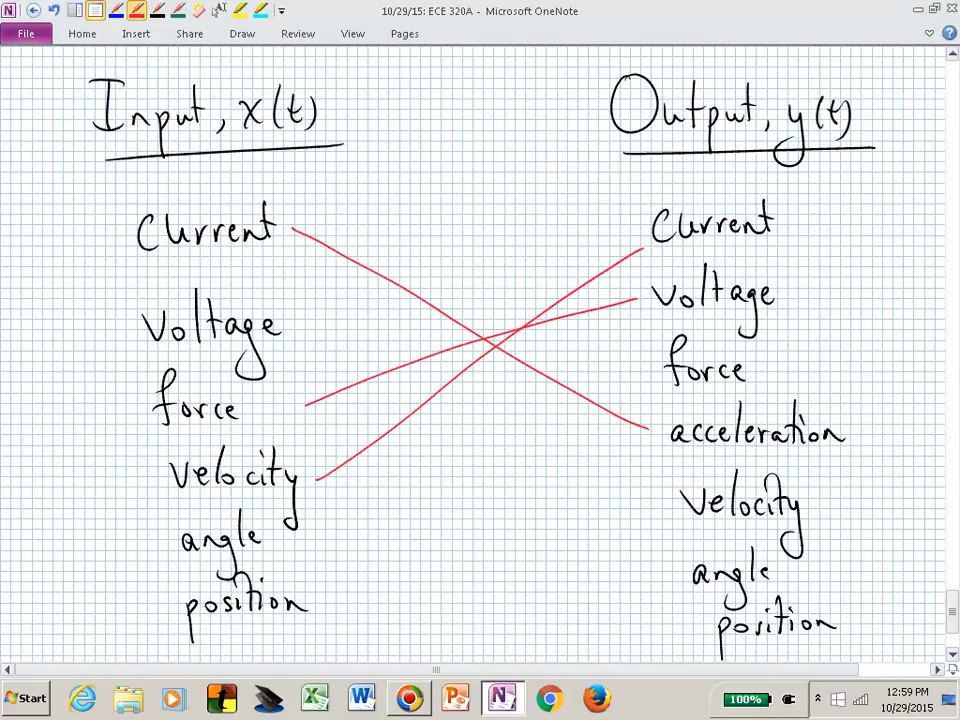 10/29/15: ECE 320A - Microsoft OneNote
File Home Insert Share Draw Review View Pages
Input, x(t) Output, y(t)
Current Current
Voltage Voltage
force force
acceleration
velocity velocity
angle angle
position position
Start 100% 12:59 PM
10/29/2015